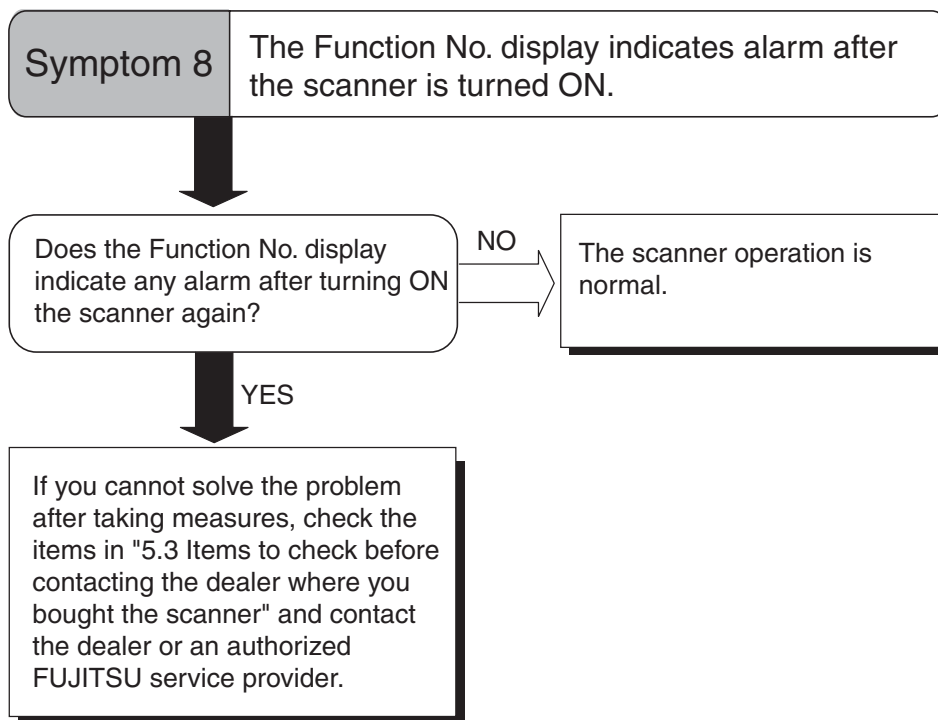 Symptom 8
The Function No. display indicates alarm after
the scanner is turned ON.
Does the Function No. display
indicate any alarm after turning ON
the scanner again?
NO
The scanner operation is
normal.
YES
If you cannot solve the problem
after taking measures, check the
items in "5.3 Items to check before
contacting the dealer where you
bought the scanner" and contact
the dealer or an authorized
FUJITSU service provider.